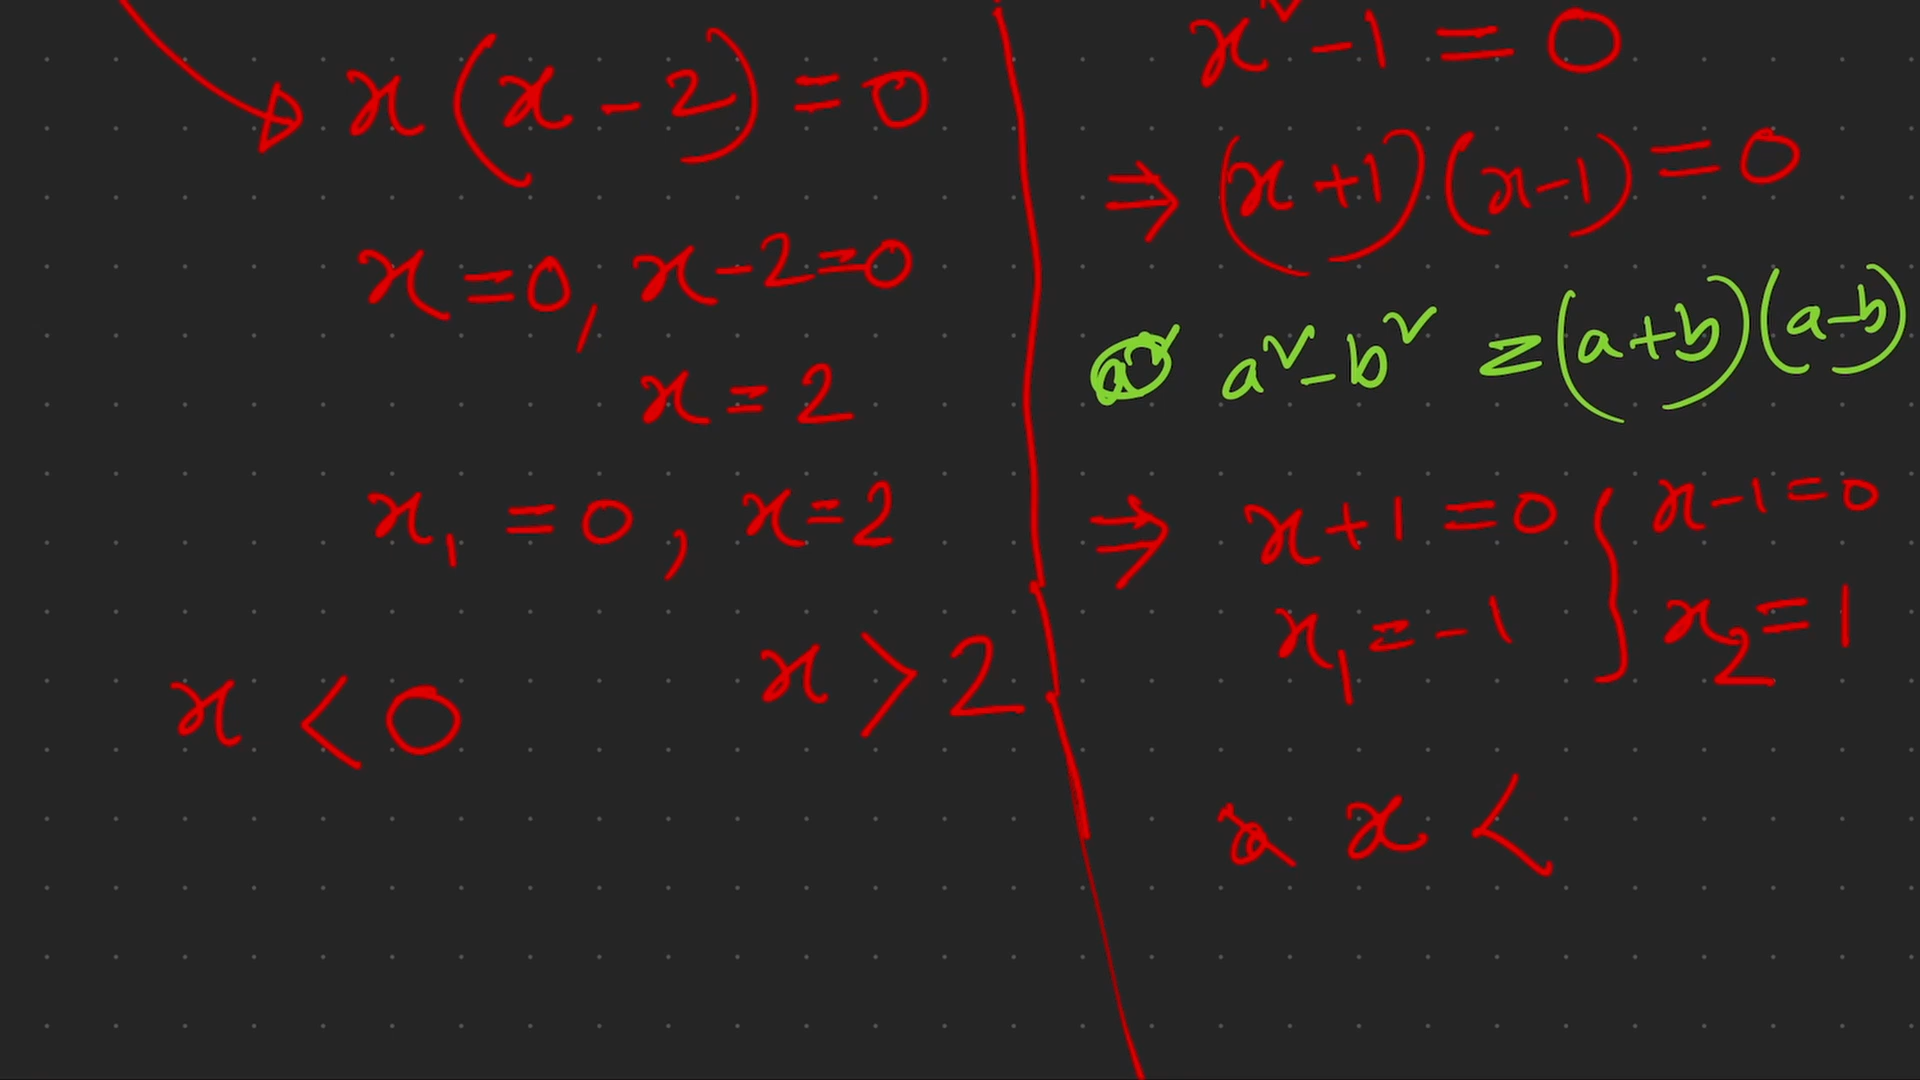 x(x-2)=0
x=0, x-2=0
x=2
x₁=0, x=2
x<0 x>2
x²-1=0
⇒ (x+1)(x-1)=0
a²-b² =(a+b)(a-b)
⇒ x+1=0 } x-1=0
x₁=-1 } x₂=1
x <